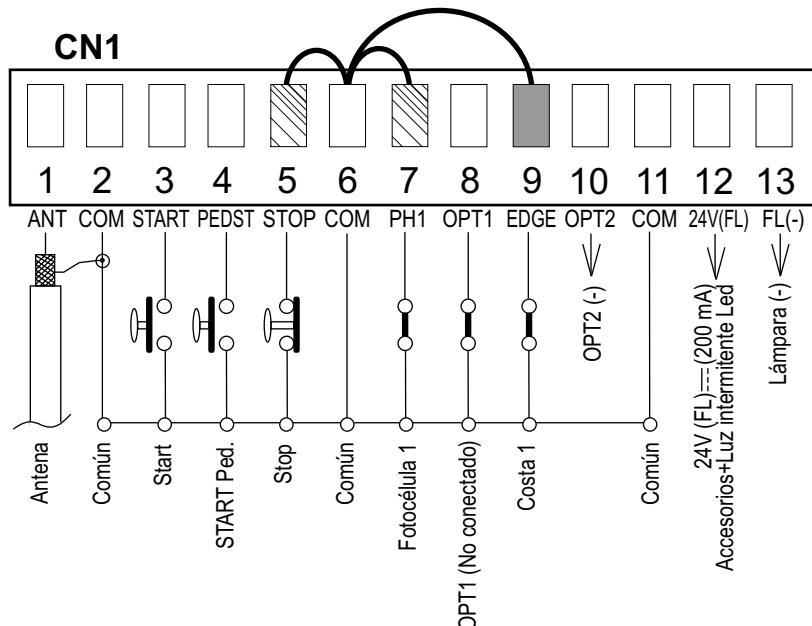 CN1
1 2 3 4 5 6 7 8 9 10 11 12 13
ANT COM START PEDST STOP COM PH1 OPT1 EDGE OPT2 COM 24V(FL) FL(-)
Antena
Común
Start
START Ped.
Stop
Común
Fotocélula 1
OPT1 (No conectado)
Costa 1
OPT2 (-)
Común
24V (FL)⎓(200 mA)
Accesorios+Luz intermitente Led
Lámpara (-)